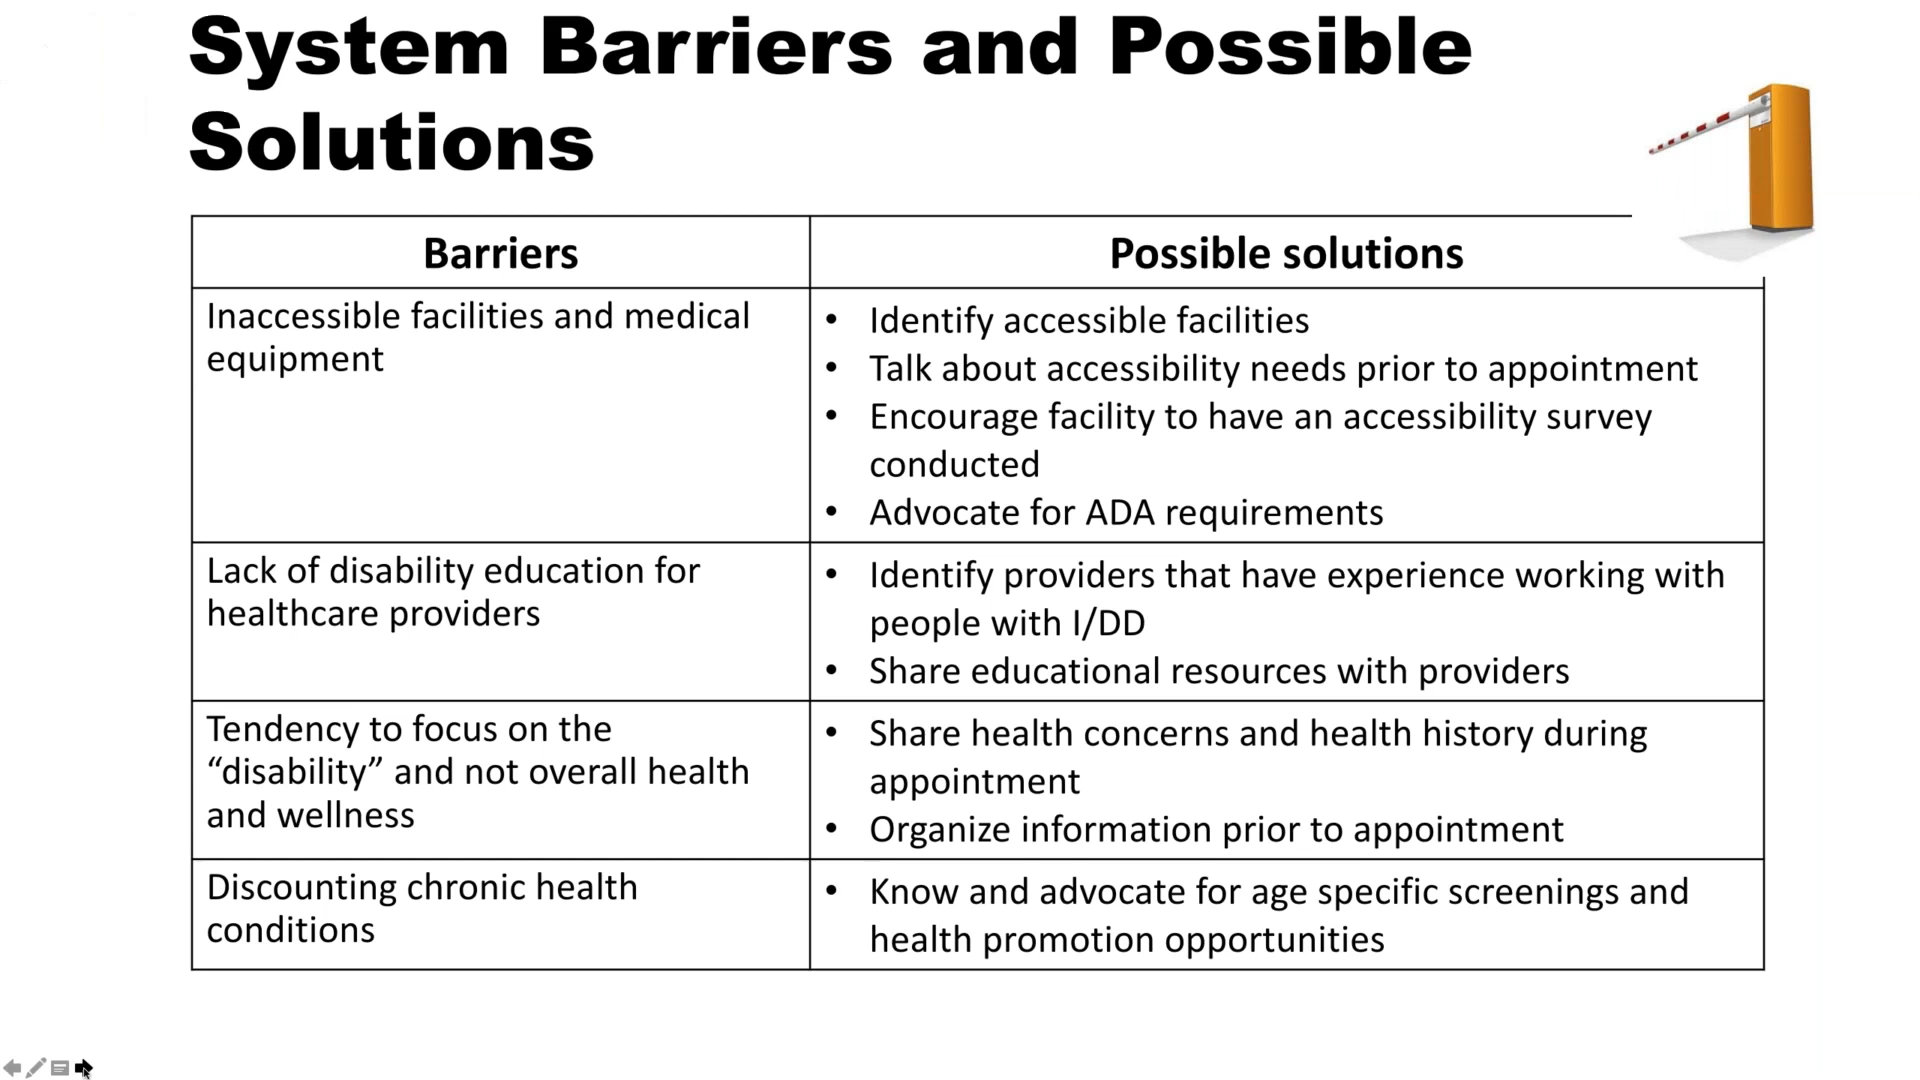 System Barriers and Possible
Solutions
Barriers
Possible solutions
Inaccessible facilities and medical
equipment
• Identify accessible facilities
• Talk about accessibility needs prior to appointment
• Encourage facility to have an accessibility survey
conducted
• Advocate for ADA requirements
Lack of disability education for
healthcare providers
• Identify providers that have experience working with
people with I/DD
• Share educational resources with providers
Tendency to focus on the
“disability” and not overall health
and wellness
• Share health concerns and health history during
appointment
• Organize information prior to appointment
Discounting chronic health
conditions
• Know and advocate for age specific screenings and
health promotion opportunities